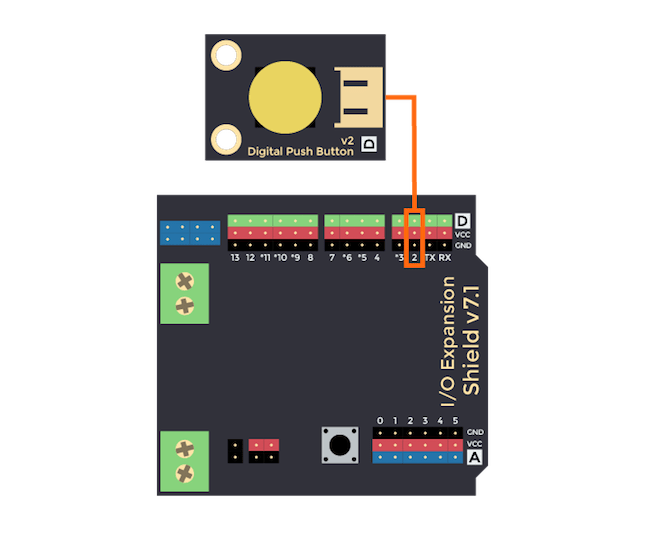 v2
Digital Push Button D
D
VCC
GND
13 12 *11 *10 *9 8 7 *6 *5 4 *3 2 TX RX
I/O Expansion
Shield v7.1
0 1 2 3 4 5
GND
VCC
A